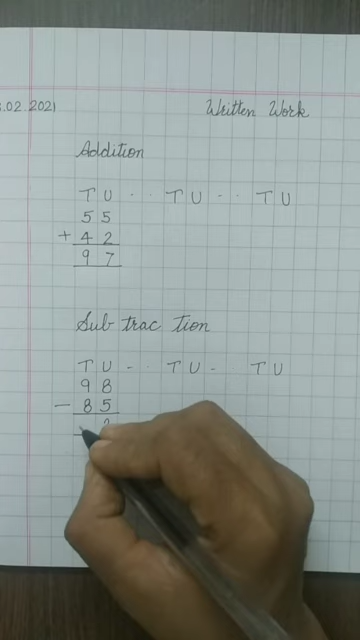 .02.2021 Written Work
Addition
T U - - T U - - T U
5 5
+ 4 2
9 7
Sub trac tion
T U - - T U - - T U
9 8
- 8 5